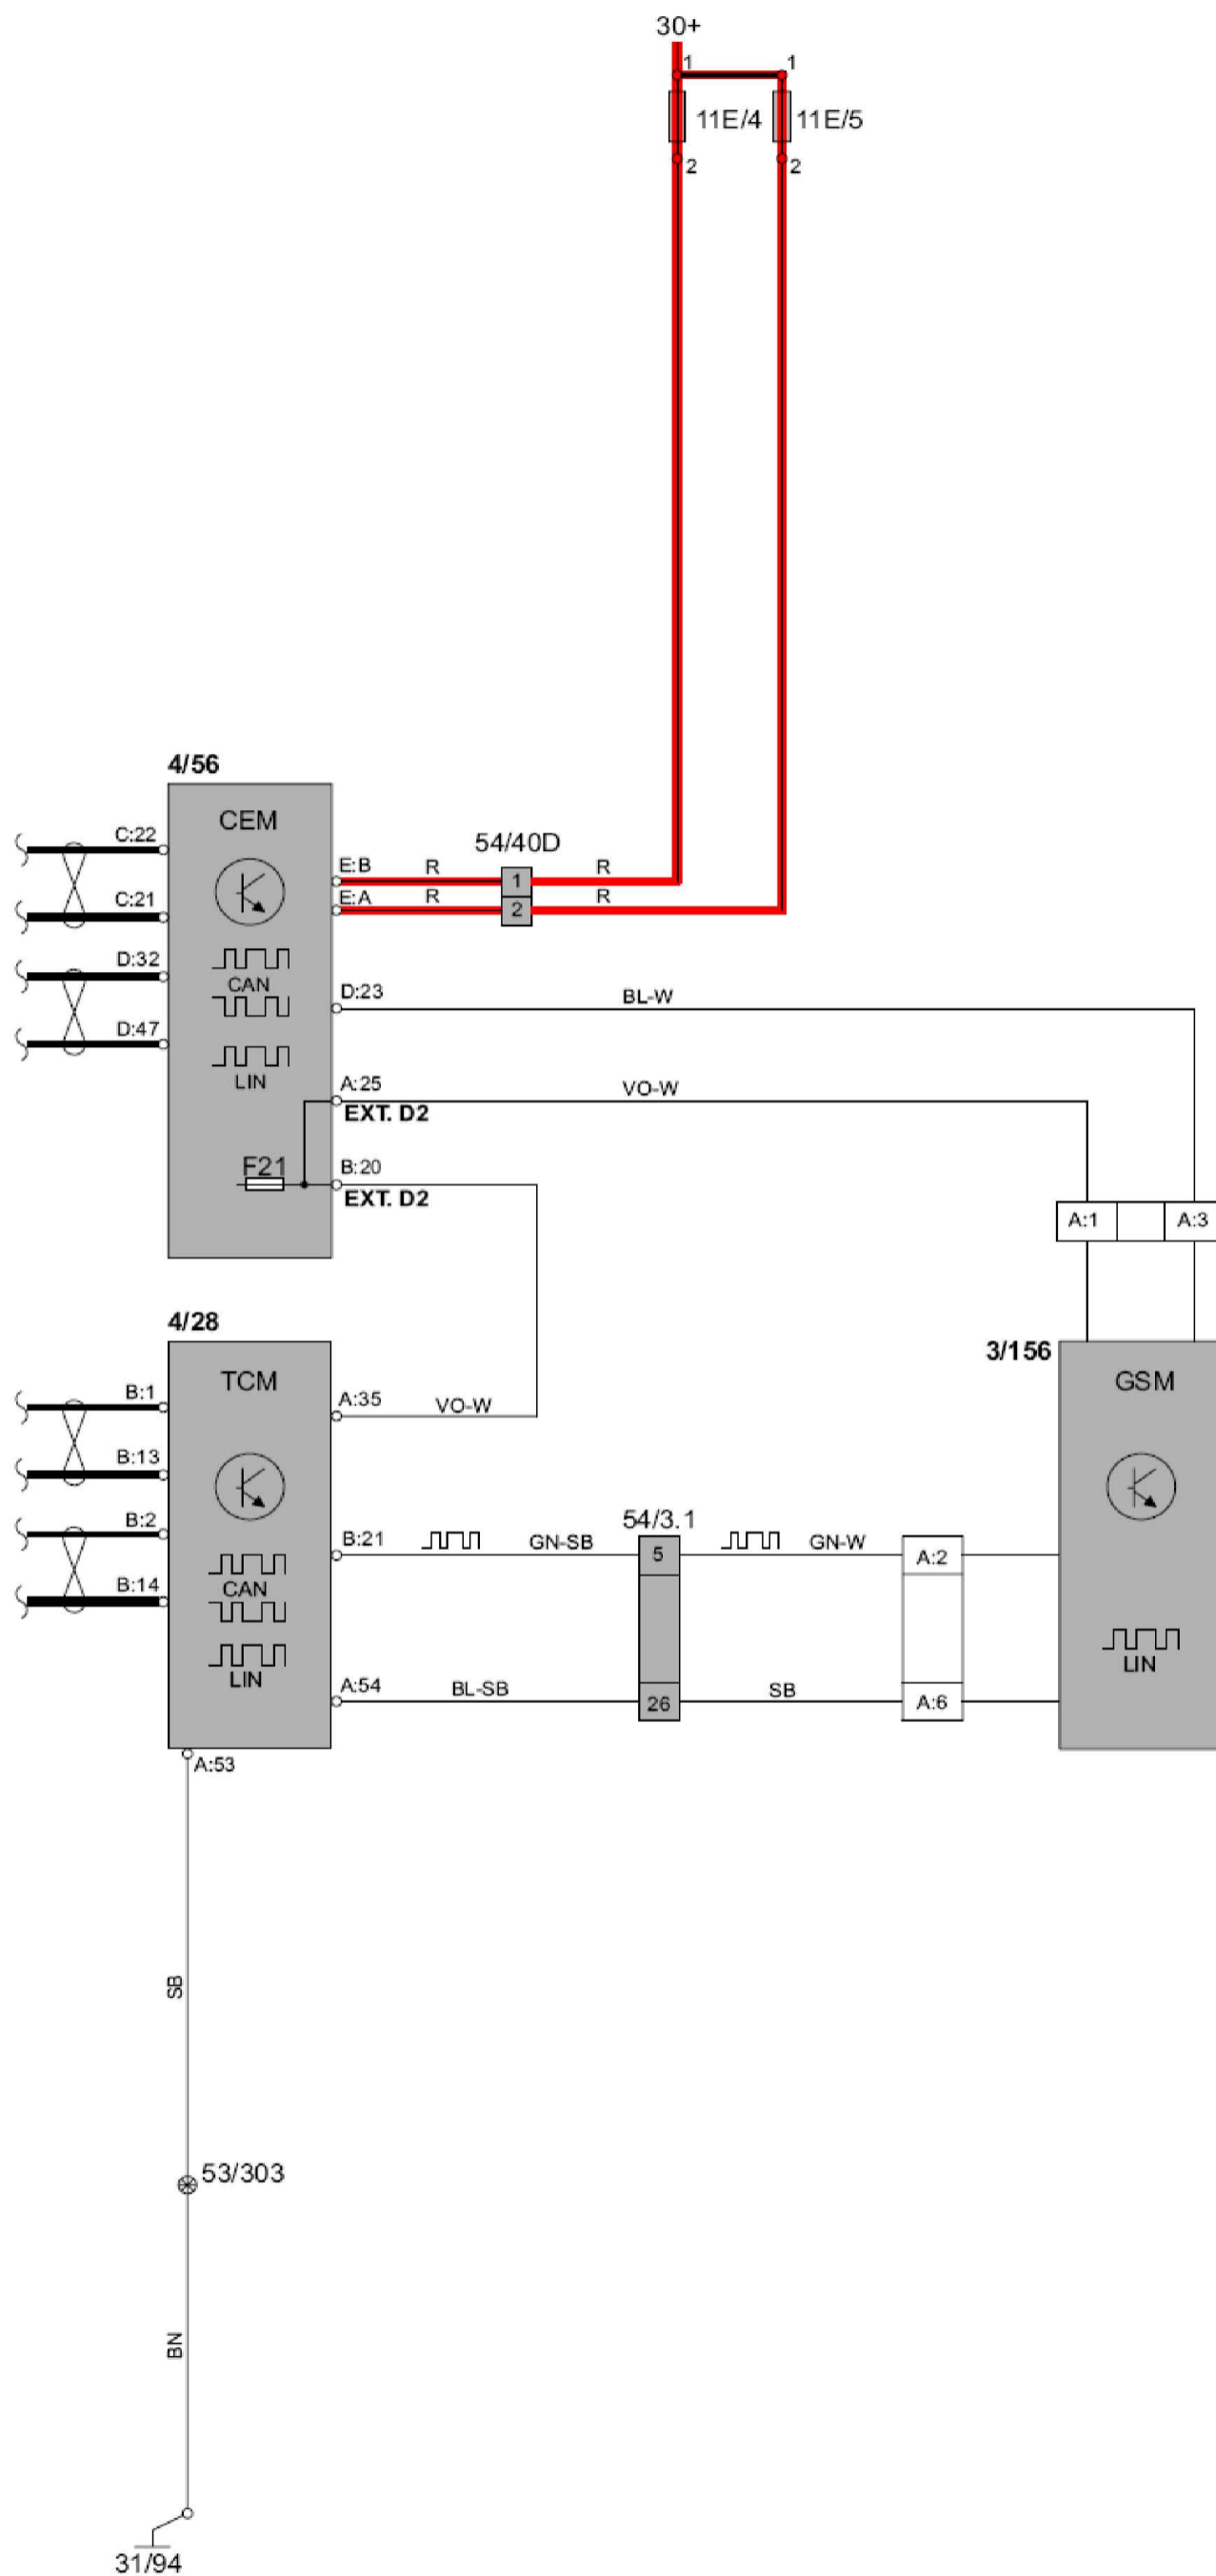 30+
1
1
11E/4
11E/5
2
2
4/56
CEM
C:22
C:21
D:32
D:47
CAN
LIN
F21
E:B
R
54/40D
1
R
E:A
R
2
R
D:23
BL-W
A:25
VO-W
EXT. D2
B:20
EXT. D2
A:1
A:3
4/28
TCM
B:1
B:13
B:2
B:14
CAN
LIN
A:35
VO-W
3/156
GSM
LIN
B:21
GN-SB
54/3.1
5
GN-W
A:2
A:54
BL-SB
26
SB
A:6
A:53
SB
53/303
BN
31/94